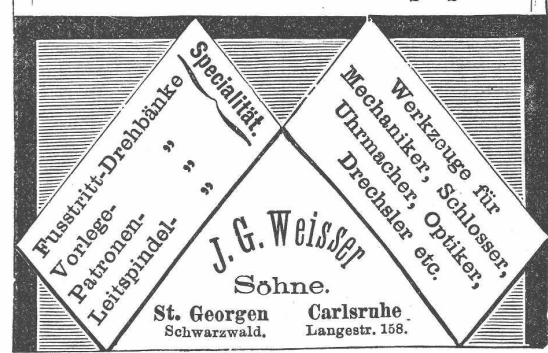 Specialität.
Fusstritt-Drehbänke
Vorlege- „
Patronen- „
Leitspindel- „
Werkzeuge für
Mechaniker, Schlosser,
Uhrmacher, Optiker,
Drechsler etc.
J. G. Weisser
Söhne.
St. Georgen Carlsruhe
Schwarzwald. Langestr. 158.